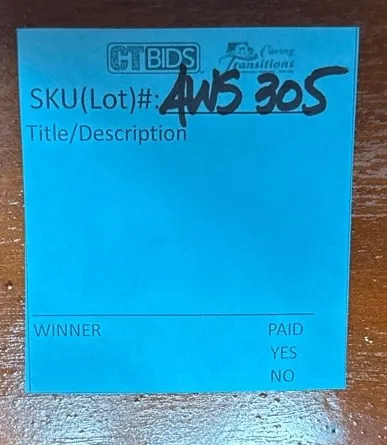 CTBIDS Caring Transitions
SKU(Lot)#: AWS 305
Title/Description
WINNER PAID
YES
NO